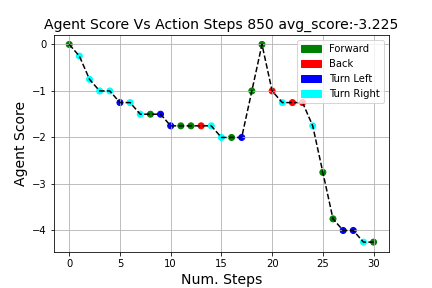 Agent Score Vs Action Steps 850 avg_score:-3.225
Agent Score
0
−1
−2
−3
−4
Forward
Back
Turn Left
Turn Right
0 5 10 15 20 25 30
Num. Steps